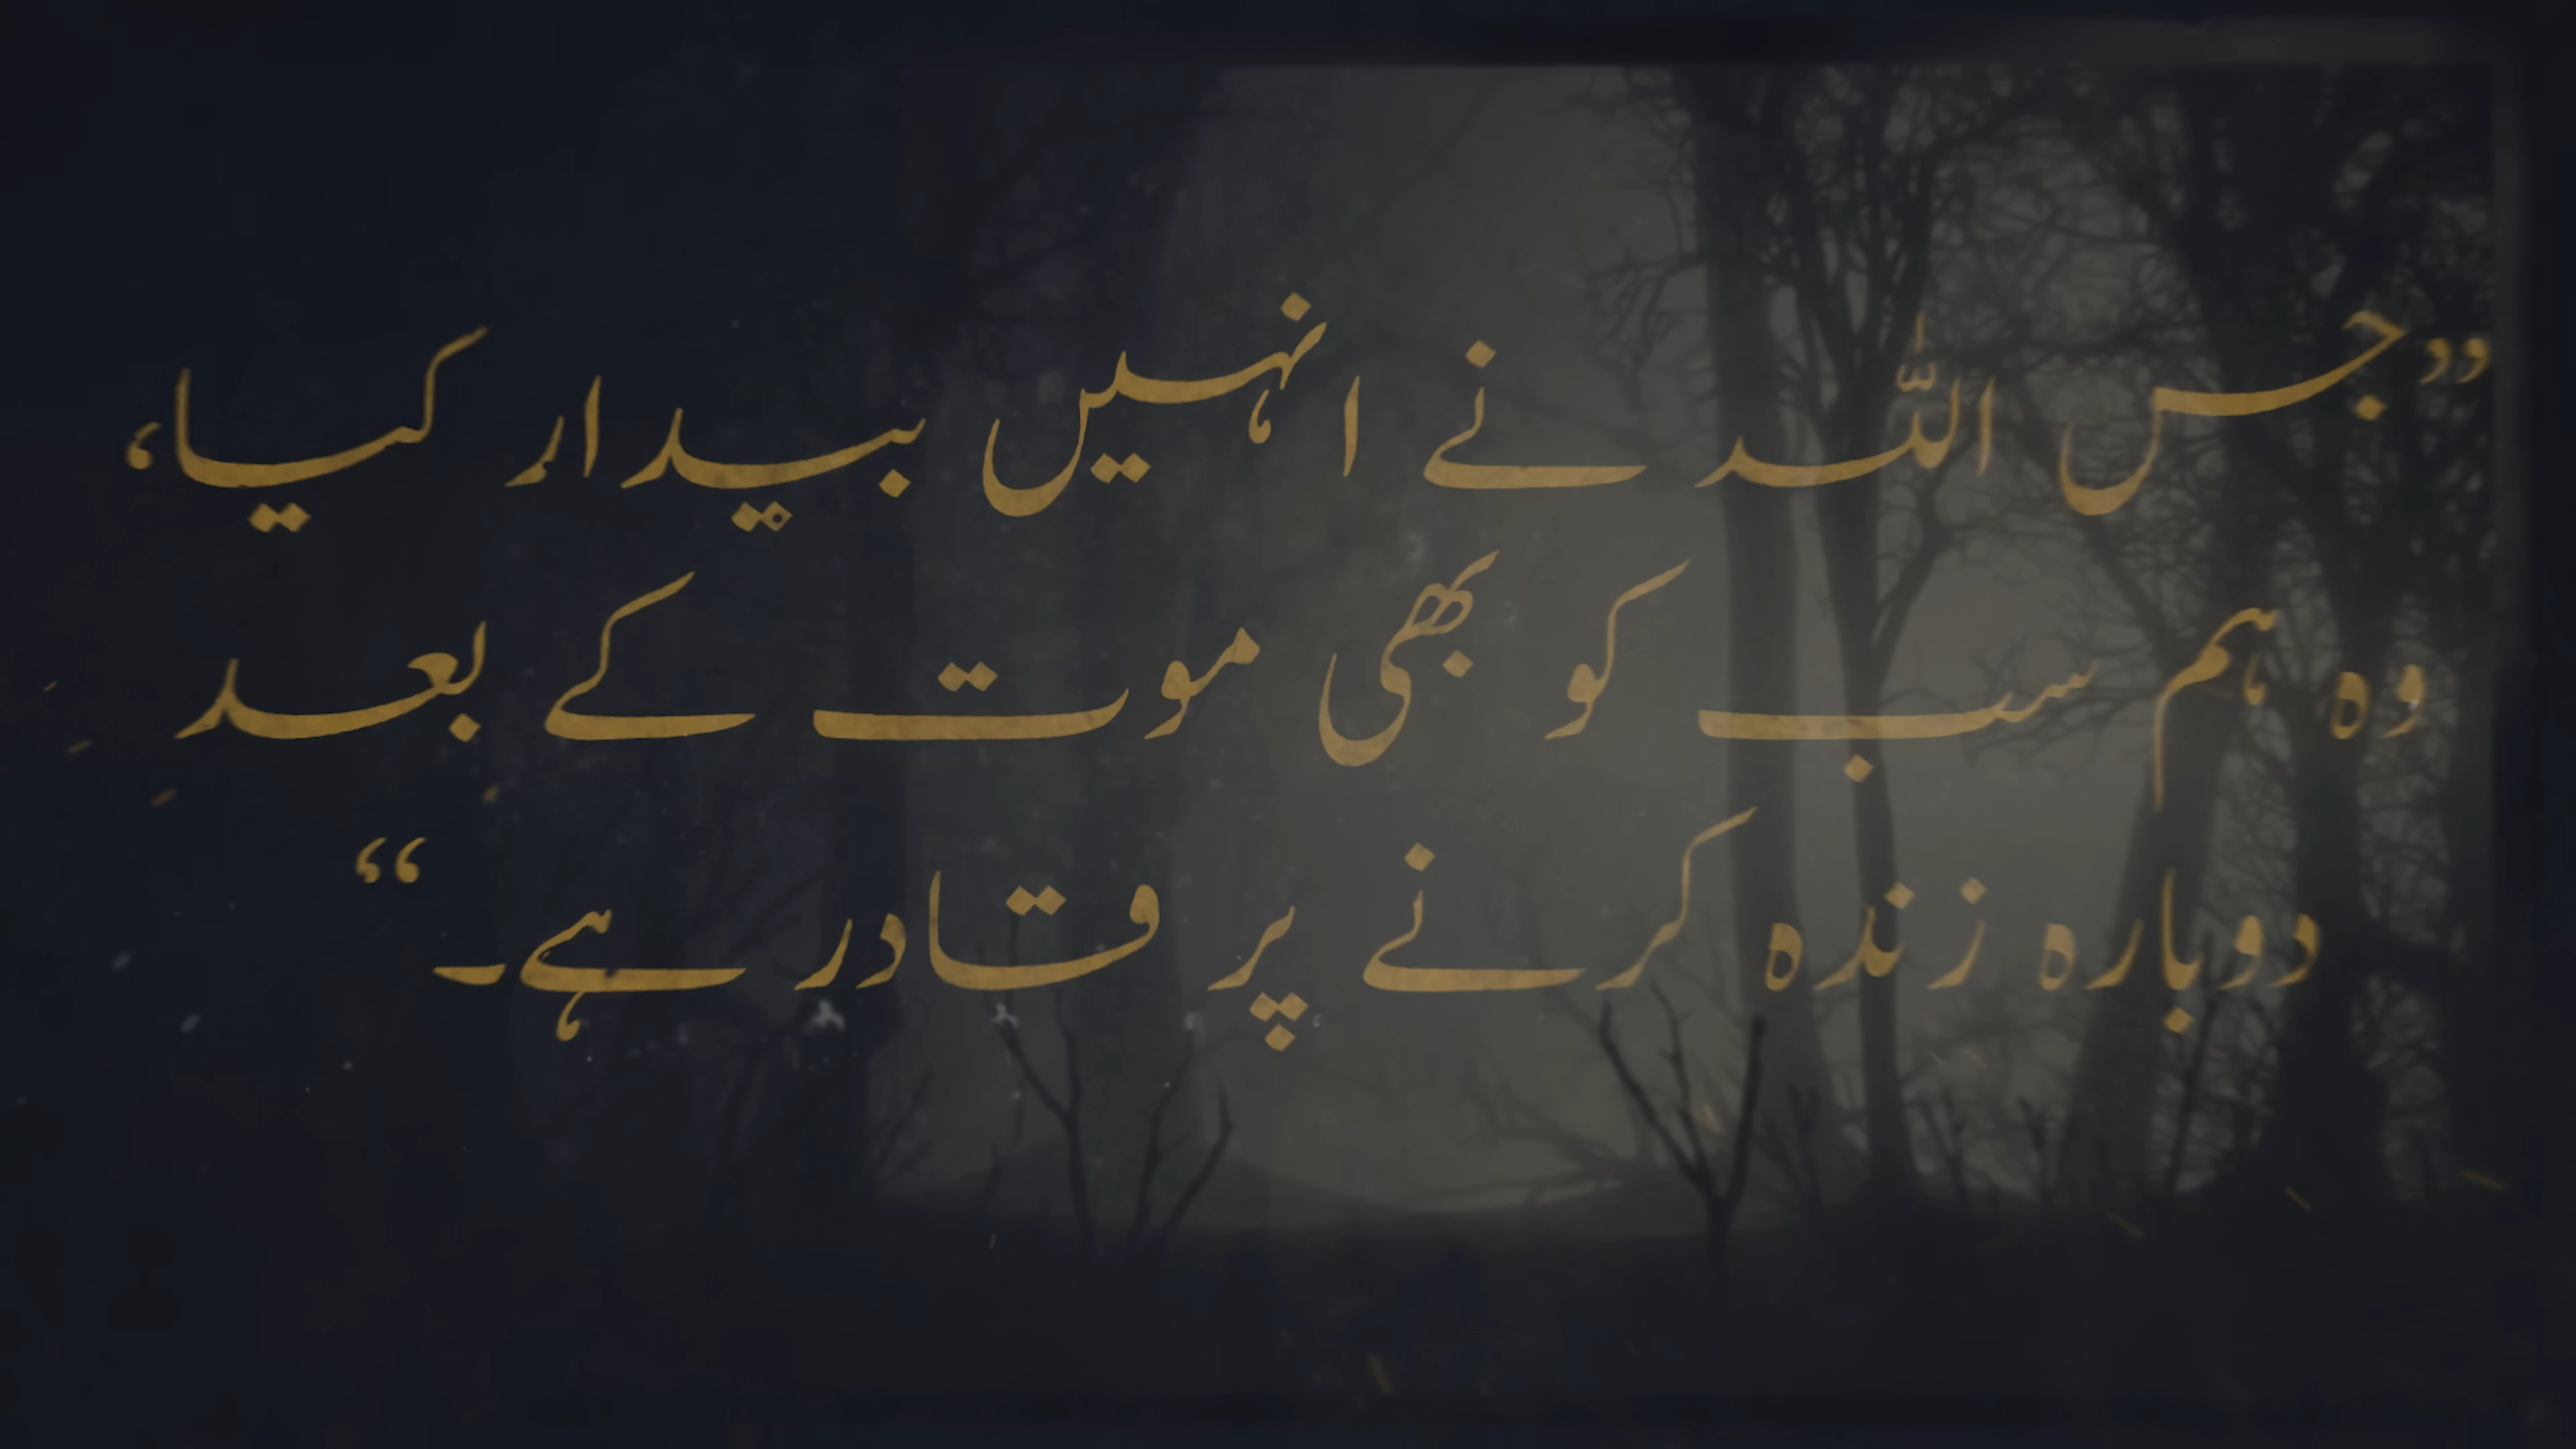 ”جس اللہ نے انہیں بیدار کیا،
وہ ہم سب کو بھی موت کے بعد
دوبارہ زندہ کرنے پر قادر ہے۔“